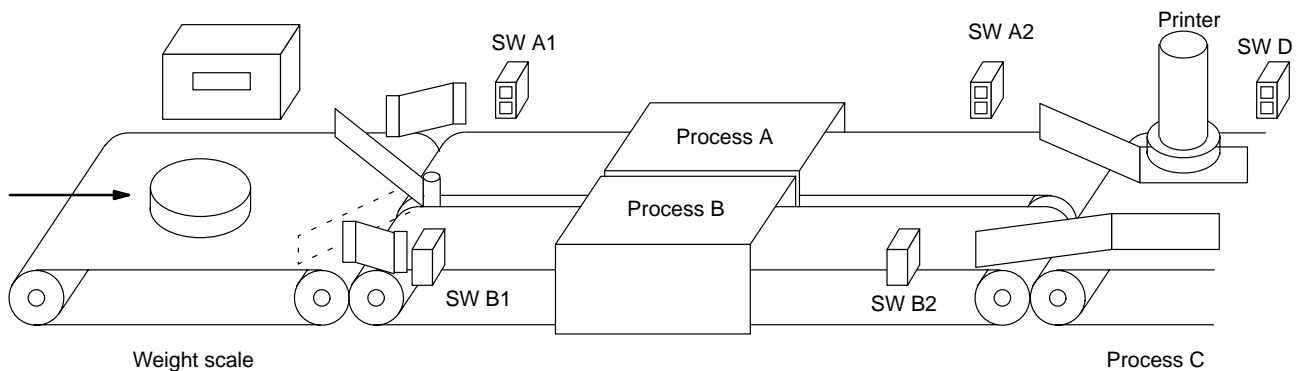 Printer
SW A1
SW A2
SW D
Process A
Process B
SW B1
SW B2
Weight scale
Process C